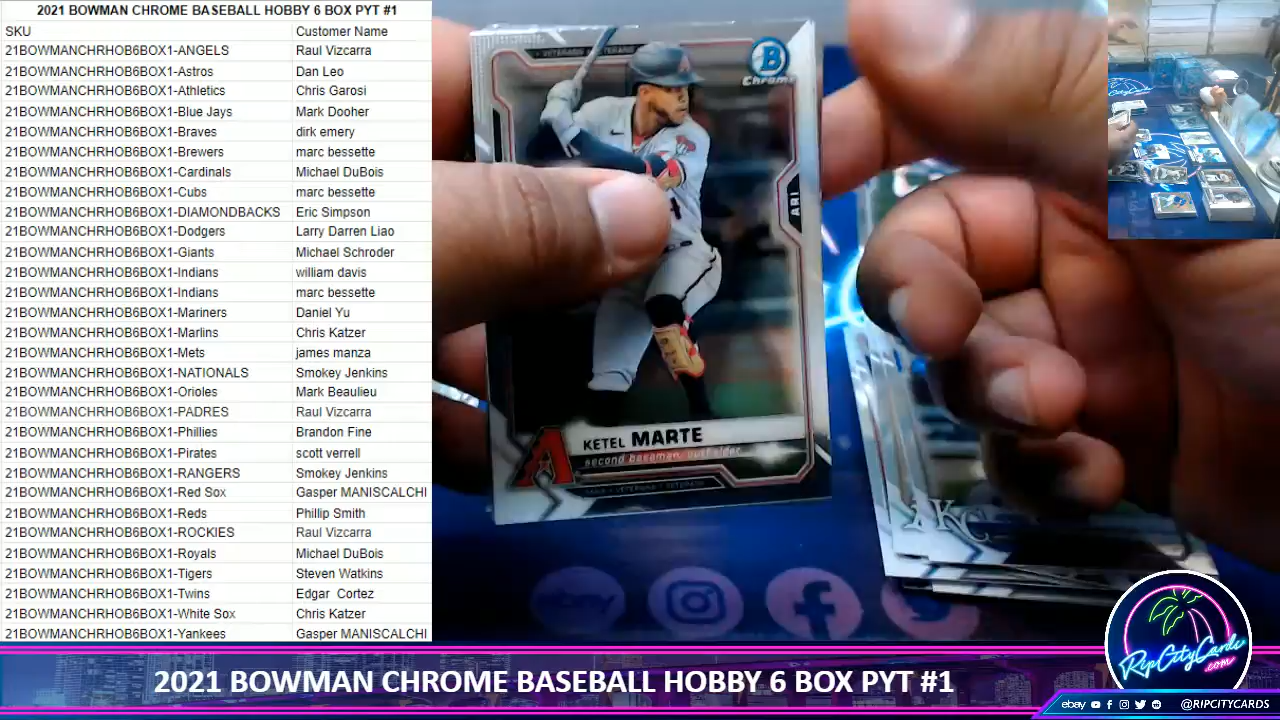 2021 BOWMAN CHROME BASEBALL HOBBY 6 BOX PYT #1
SKU Customer Name
21BOWMANCHRHOB6BOX1-ANGELS Raul Vizcarra
21BOWMANCHRHOB6BOX1-Astros Dan Leo
21BOWMANCHRHOB6BOX1-Athletics Chris Garosi
21BOWMANCHRHOB6BOX1-Blue Jays Mark Dooher
21BOWMANCHRHOB6BOX1-Braves dirk emery
21BOWMANCHRHOB6BOX1-Brewers marc bessette
21BOWMANCHRHOB6BOX1-Cardinals Michael DuBois
21BOWMANCHRHOB6BOX1-Cubs marc bessette
21BOWMANCHRHOB6BOX1-DIAMONDBACKS Eric Simpson
21BOWMANCHRHOB6BOX1-Dodgers Larry Darren Liao
21BOWMANCHRHOB6BOX1-Giants Michael Schroder
21BOWMANCHRHOB6BOX1-Indians william davis
21BOWMANCHRHOB6BOX1-Indians marc bessette
21BOWMANCHRHOB6BOX1-Mariners Daniel Yu
21BOWMANCHRHOB6BOX1-Marlins Chris Katzer
21BOWMANCHRHOB6BOX1-Mets james manza
21BOWMANCHRHOB6BOX1-NATIONALS Smokey Jenkins
21BOWMANCHRHOB6BOX1-Orioles Mark Beaulieu
21BOWMANCHRHOB6BOX1-PADRES Raul Vizcarra
21BOWMANCHRHOB6BOX1-Phillies Brandon Fine
21BOWMANCHRHOB6BOX1-Pirates scott verrell
21BOWMANCHRHOB6BOX1-RANGERS Smokey Jenkins
21BOWMANCHRHOB6BOX1-Red Sox Gasper MANISCALCHI
21BOWMANCHRHOB6BOX1-Reds Phillip Smith
21BOWMANCHRHOB6BOX1-ROCKIES Raul Vizcarra
21BOWMANCHRHOB6BOX1-Royals Michael DuBois
21BOWMANCHRHOB6BOX1-Tigers Steven Watkins
21BOWMANCHRHOB6BOX1-Twins Edgar Cortez
21BOWMANCHRHOB6BOX1-White Sox Chris Katzer
21BOWMANCHRHOB6BOX1-Yankees Gasper MANISCALCHI
B
Chrome
ARI
KETEL MARTE
second baseman
A
ebay
RipCityCards
.com
2021 BOWMAN CHROME BASEBALL HOBBY 6 BOX PYT #1
ebay @RIPCITYCARDS